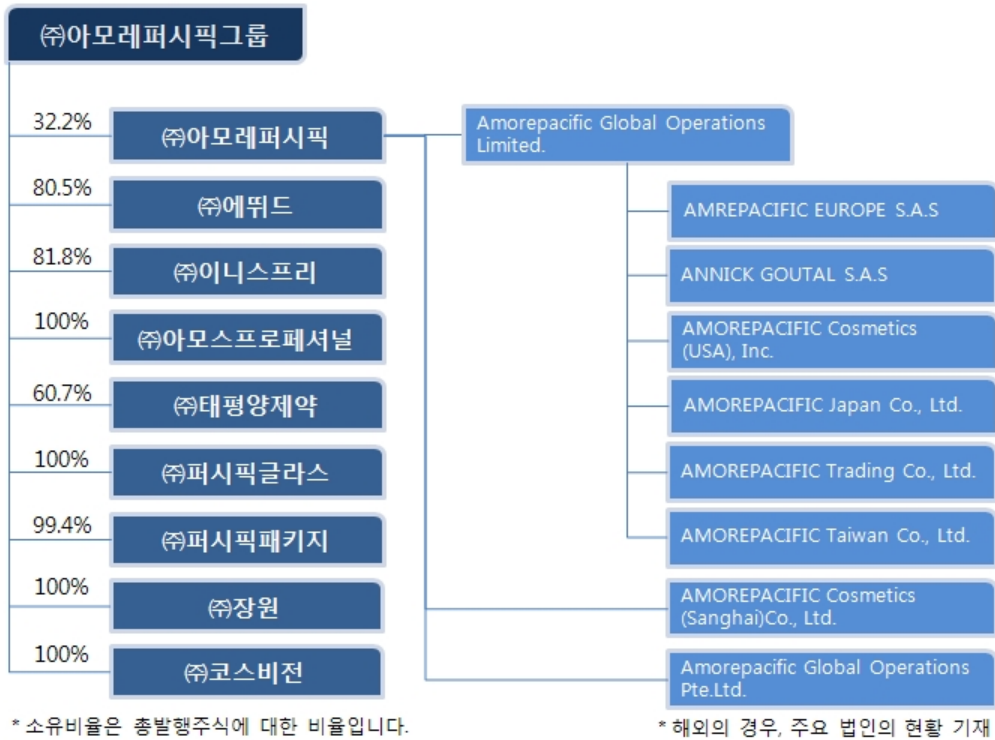 ㈜아모레퍼시픽그룹
32.2%
㈜아모레퍼시픽
80.5%
㈜에뛰드
81.8%
㈜이니스프리
100%
㈜아모스프로페셔널
60.7%
㈜태평양제약
100%
㈜퍼시픽글라스
99.4%
㈜퍼시픽패키지
100%
㈜장원
100%
㈜코스비전
Amorepacific Global Operations
Limited.
AMREPACIFIC EUROPE S.A.S
ANNICK GOUTAL S.A.S
AMOREPACIFIC Cosmetics
(USA), Inc.
AMOREPACIFIC Japan Co., Ltd.
AMOREPACIFIC Trading Co., Ltd.
AMOREPACIFIC Taiwan Co., Ltd.
AMOREPACIFIC Cosmetics
(Sanghai)Co., Ltd.
Amorepacific Global Operations
Pte.Ltd.
* 소유비율은 총발행주식에 대한 비율입니다.
* 해외의 경우, 주요 법인의 현황 기재